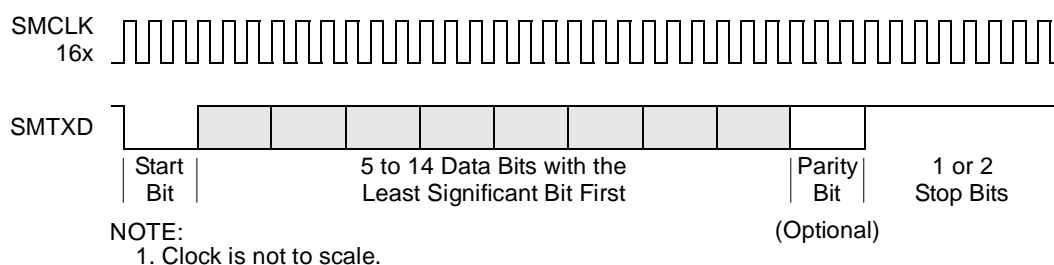 SMCLK
16x
SMTXD
Start
Bit
5 to 14 Data Bits with the
Least Significant Bit First
Parity
Bit
1 or 2
Stop Bits
(Optional)
NOTE:
1. Clock is not to scale.